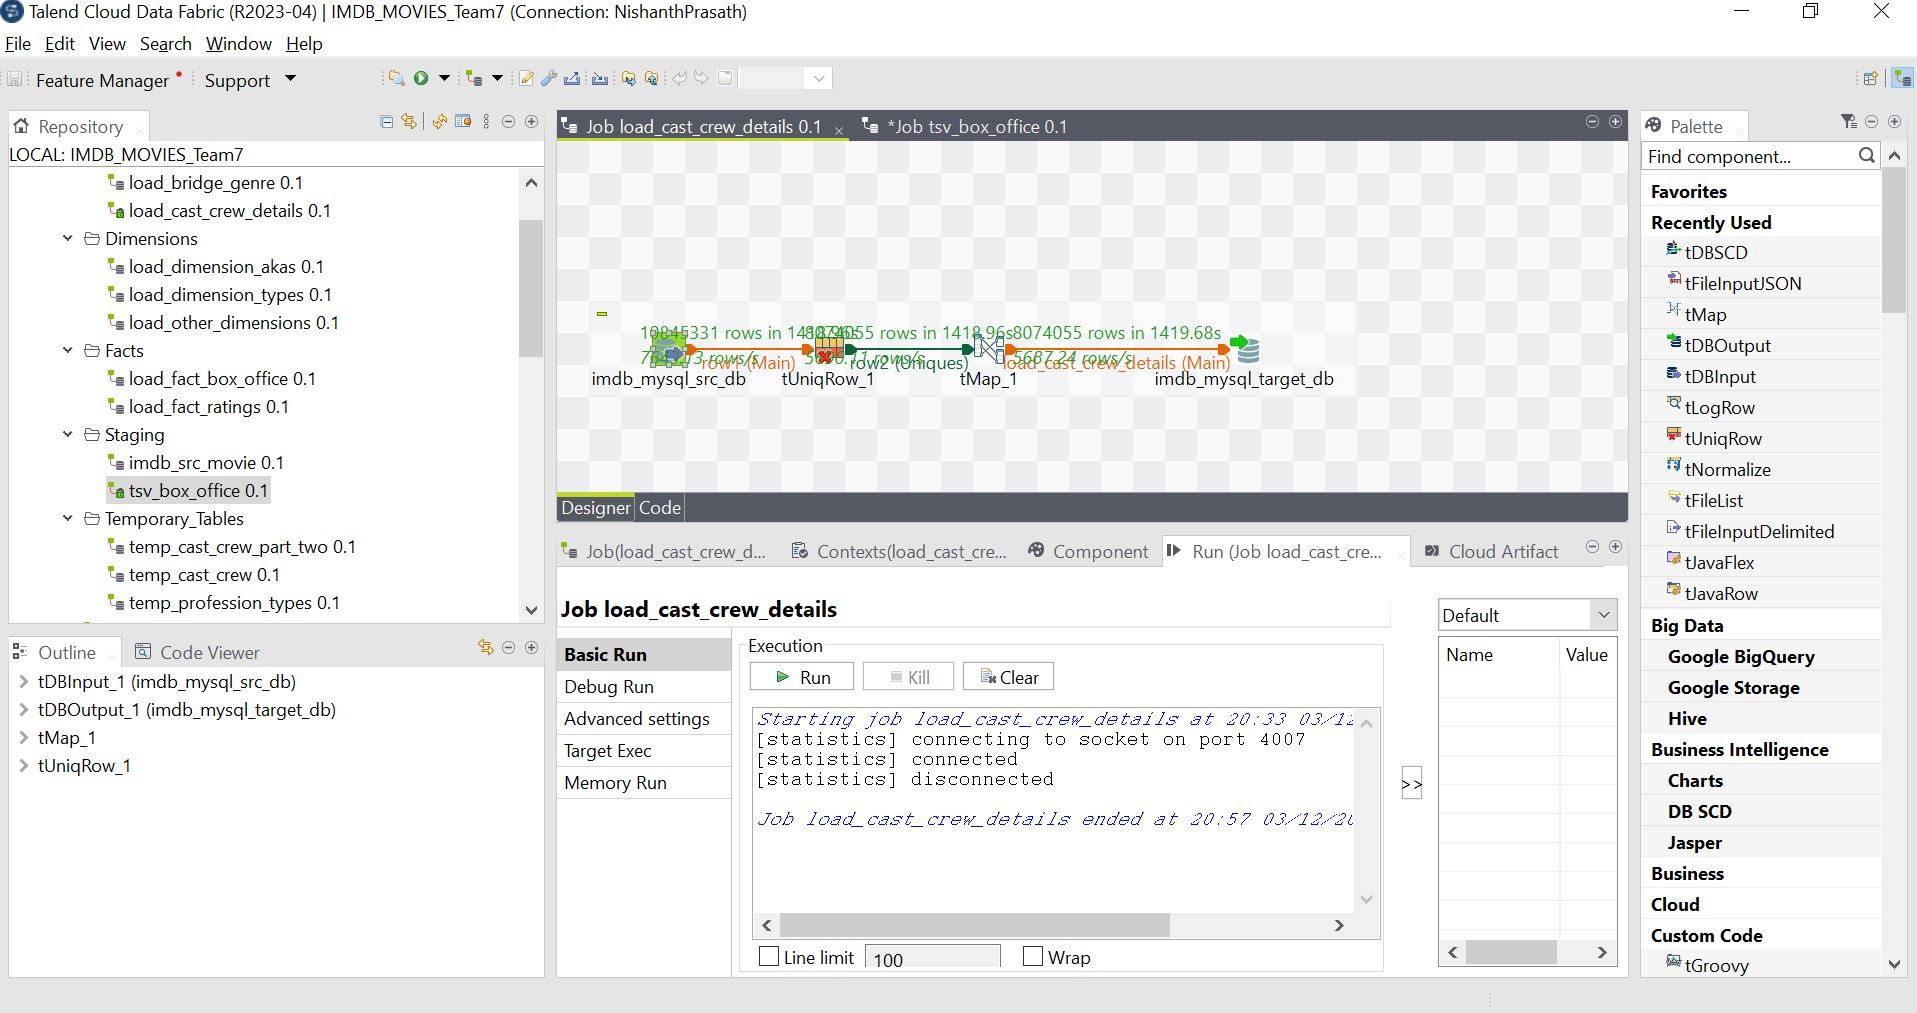 Talend Cloud Data Fabric (R2023-04) | IMDB_MOVIES_Team7 (Connection: NishanthPrasath)
File Edit View Search Window Help
Feature Manager Support
Repository
LOCAL: IMDB_MOVIES_Team7
load_bridge_genre 0.1
load_cast_crew_details 0.1
Dimensions
load_dimension_akas 0.1
load_dimension_types 0.1
load_other_dimensions 0.1
Facts
load_fact_box_office 0.1
load_fact_ratings 0.1
Staging
imdb_src_movie 0.1
tsv_box_office 0.1
Temporary_Tables
temp_cast_crew_part_two 0.1
temp_cast_crew 0.1
temp_profession_types 0.1
Outline Code Viewer
tDBInput_1 (imdb_mysql_src_db)
tDBOutput_1 (imdb_mysql_target_db)
tMap_1
tUniqRow_1
Job load_cast_crew_details 0.1 *Job tsv_box_office 0.1
10845331 rows in 8074055 rows in 1418.96s 8074055 rows in 1419.68s
rows/s rows/s 5687.24 rows/s
row1 (Main) row2 (Uniques) load_cast_crew_details (Main)
imdb_mysql_src_db tUniqRow_1 tMap_1 imdb_mysql_target_db
Designer Code
Job(load_cast_crew_d... Contexts(load_cast_cre... Component Run (Job load_cast_cre... Cloud Artifact
Job load_cast_crew_details
Basic Run
Debug Run
Advanced settings
Target Exec
Memory Run
Execution
Run Kill Clear
Starting job load_cast_crew_details at 20:33 03/12
[statistics] connecting to socket on port 4007
[statistics] connected
[statistics] disconnected
Job load_cast_crew_details ended at 20:57 03/12/20
Line limit 100 Wrap
>>
Default
Name Value
Palette
Find component...
Favorites
Recently Used
tDBSCD
tFileInputJSON
tMap
tDBOutput
tDBInput
tLogRow
tUniqRow
tNormalize
tFileList
tFileInputDelimited
tJavaFlex
tJavaRow
Big Data
Google BigQuery
Google Storage
Hive
Business Intelligence
Charts
DB SCD
Jasper
Business
Cloud
Custom Code
tGroovy